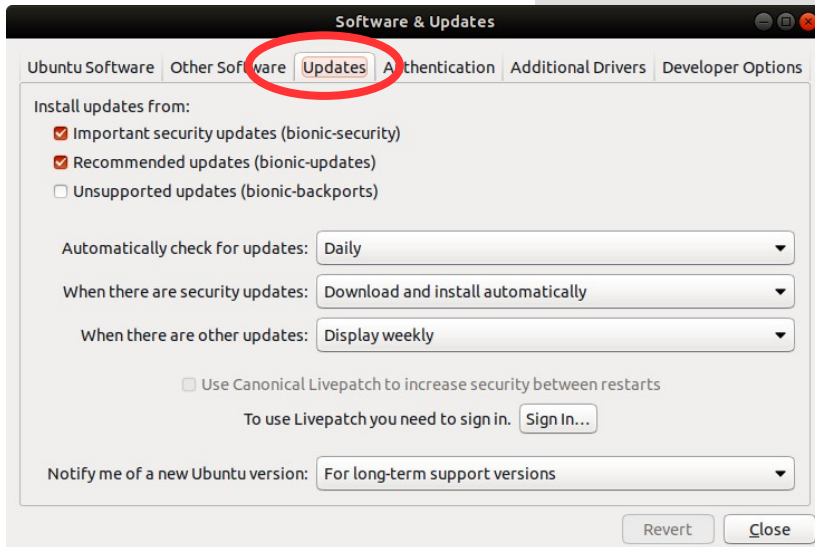 Software & Updates
Ubuntu Software Other Software Updates Authentication Additional Drivers Developer Options
Install updates from:
Important security updates (bionic-security)
Recommended updates (bionic-updates)
Unsupported updates (bionic-backports)
Automatically check for updates: Daily
When there are security updates: Download and install automatically
When there are other updates: Display weekly
Use Canonical Livepatch to increase security between restarts
To use Livepatch you need to sign in. Sign In...
Notify me of a new Ubuntu version: For long-term support versions
Revert Close